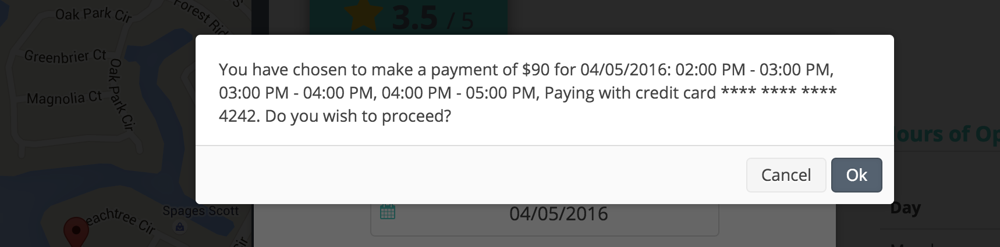 Oak Park Cir
Forest Rid
S
3.5 / 5
Greenbrier Ct
Oak Park Cir
Magnolia Ct
You have chosen to make a payment of $90 for 04/05/2016: 02:00 PM - 03:00 PM,
03:00 PM - 04:00 PM, 04:00 PM - 05:00 PM, Paying with credit card **** **** ****
4242. Do you wish to proceed?
ours of Op
Cancel
Ok
Spages Scott
eachtree Cir
04/05/2016
Day
Cir